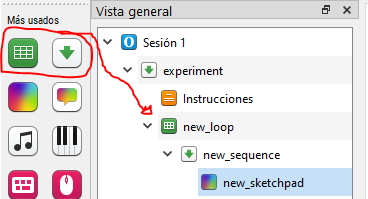 Más usados
Vista general
Sesión 1
experiment
Instrucciones
new_loop
new_sequence
new_sketchpad